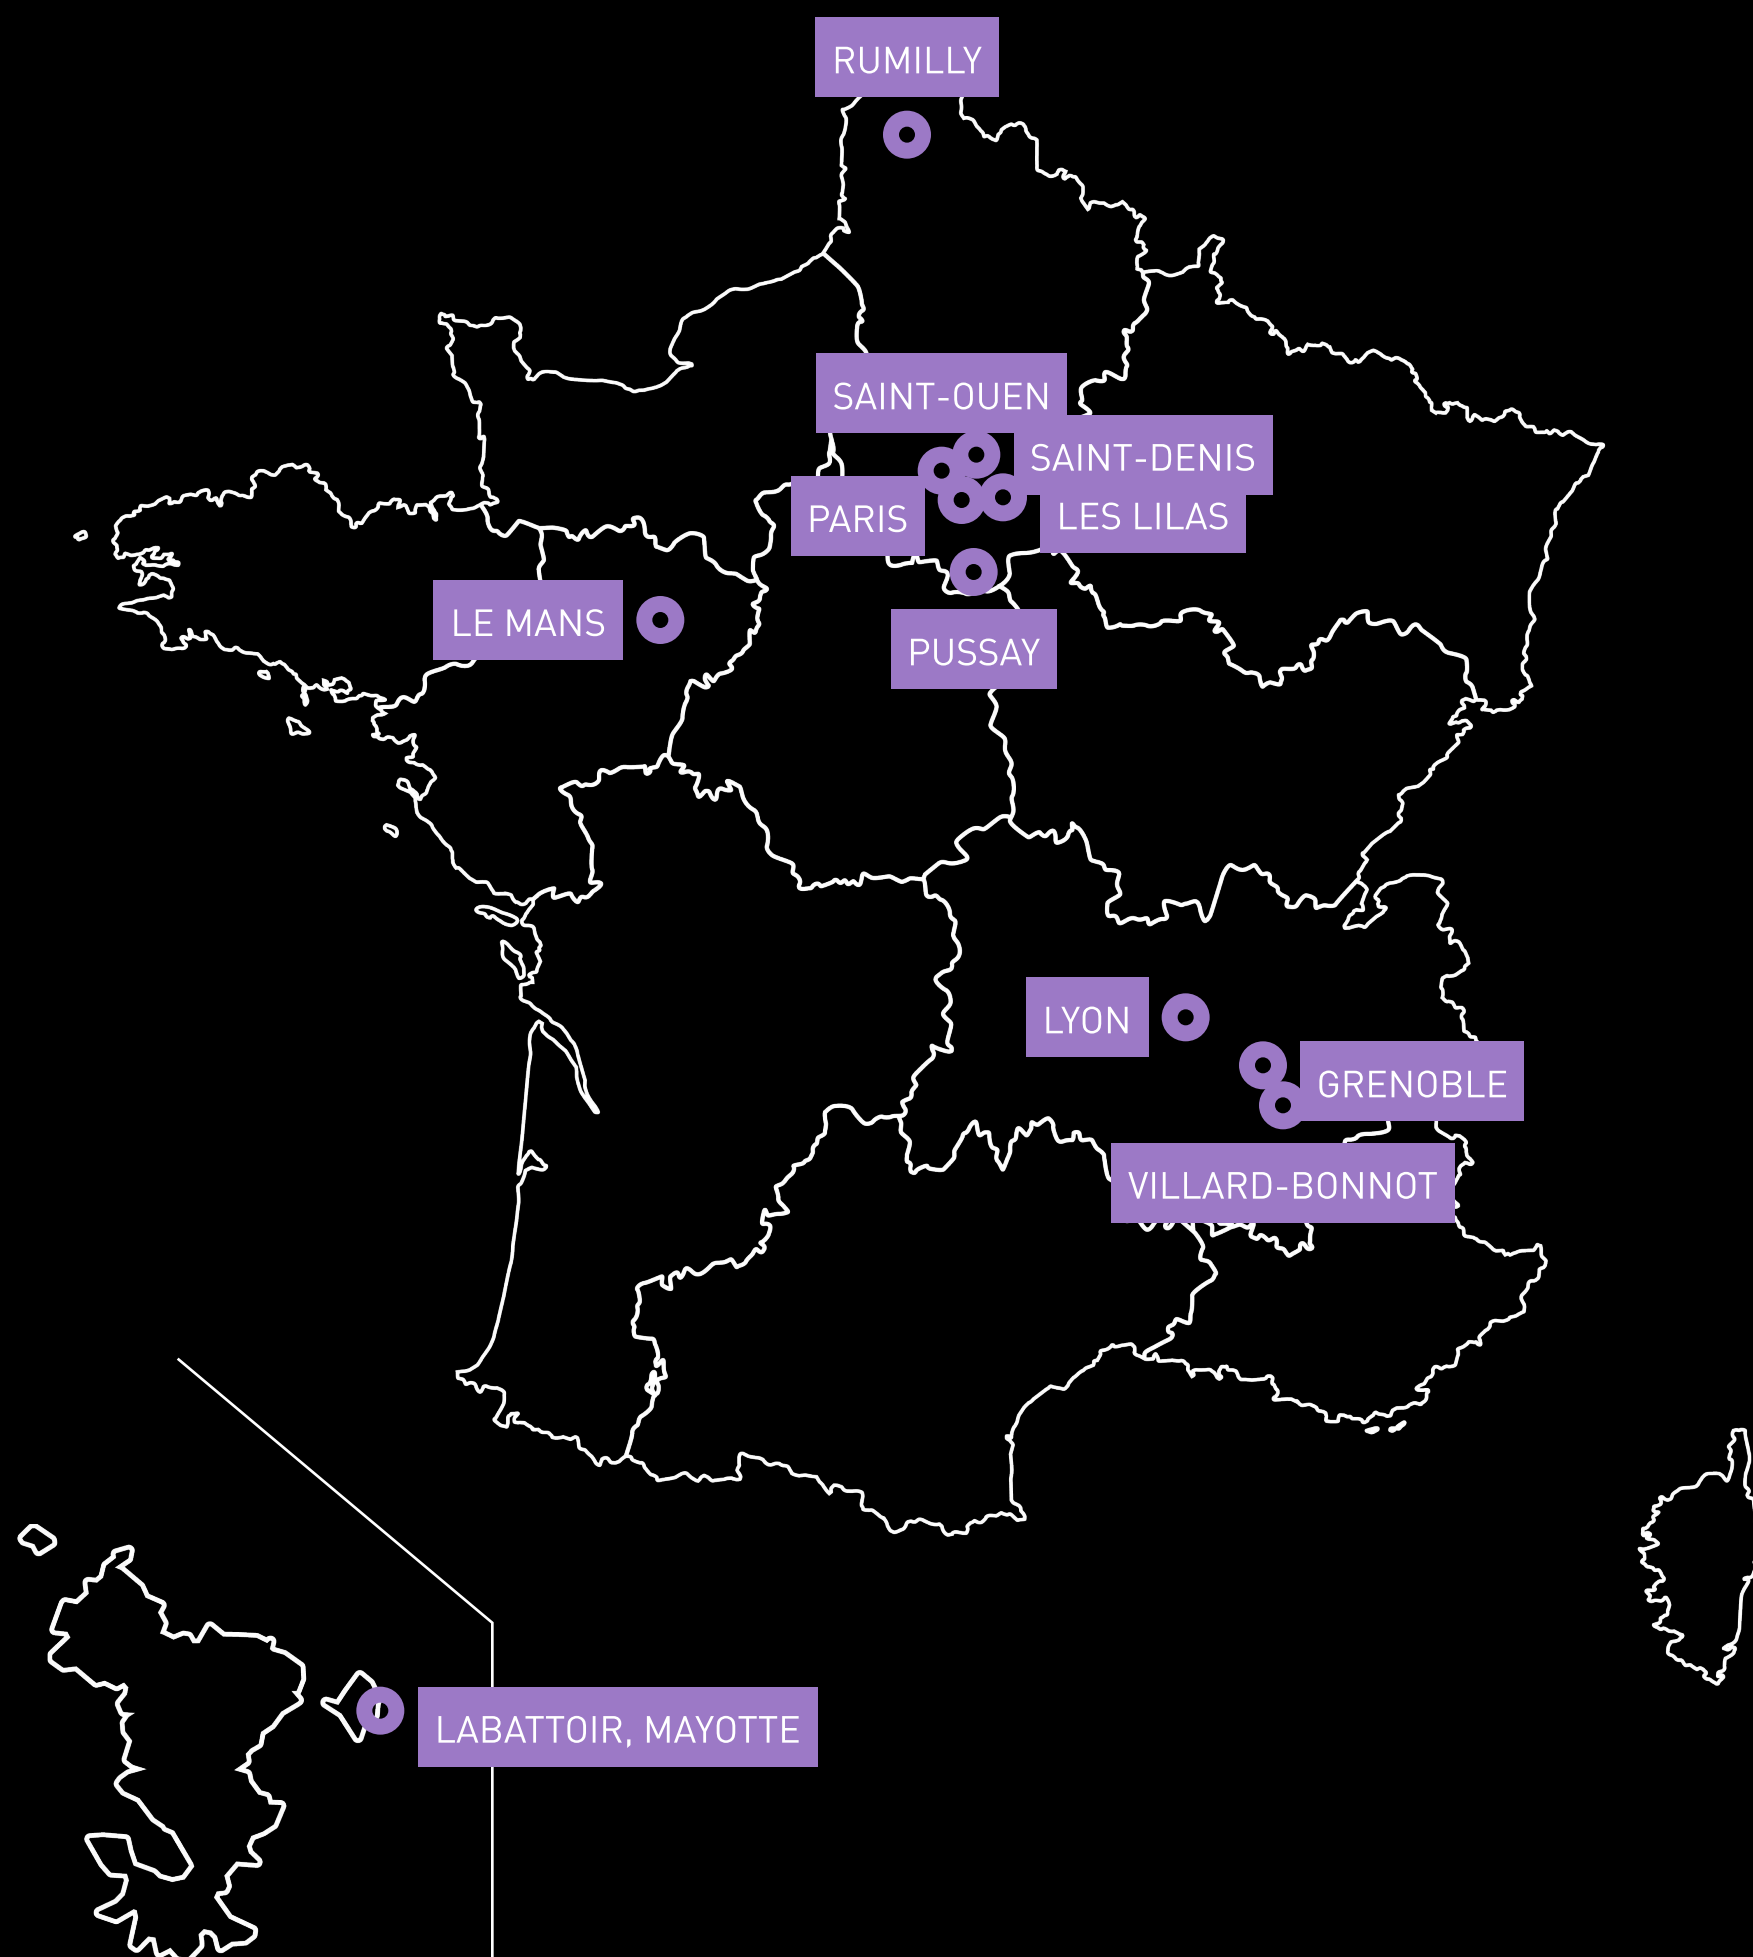 RUMILLY
SAINT-OUEN
SAINT-DENIS
PARIS
LES LILAS
LE MANS
PUSSAY
LYON
GRENOBLE
VILLARD-BONNOT
LABATTOIR, MAYOTTE